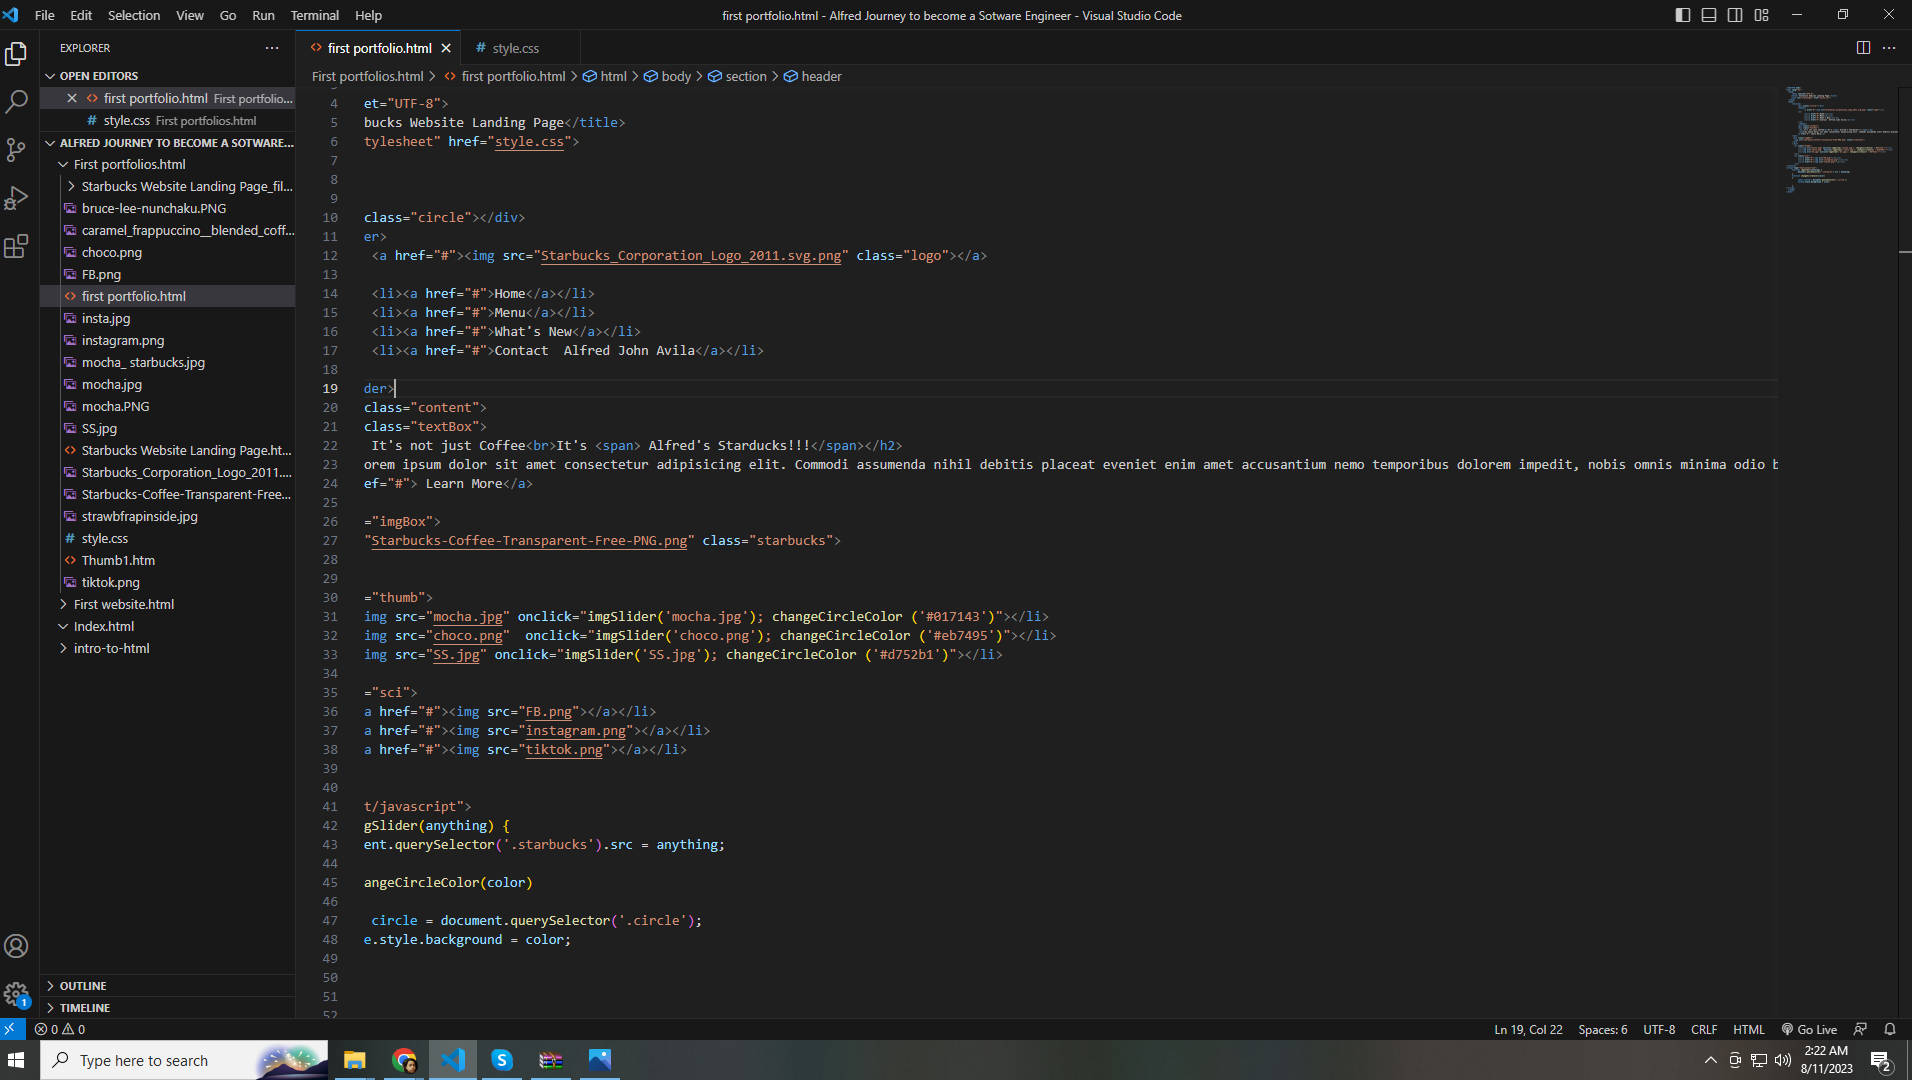 File Edit Selection View Go Run Terminal Help
first portfolio.html - Alfred Journey to become a Sotware Engineer - Visual Studio Code
EXPLORER
OPEN EDITORS
first portfolio.html First portfolio...
style.css First portfolios.html
ALFRED JOURNEY TO BECOME A SOTWARE...
First portfolios.html
Starbucks Website Landing Page_fil...
bruce-lee-nunchaku.PNG
caramel_frappuccino__blended_coff...
choco.png
FB.png
first portfolio.html
insta.jpg
instagram.png
mocha_ starbucks.jpg
mocha.jpg
mocha.PNG
SS.jpg
Starbucks Website Landing Page.ht...
Starbucks_Corporation_Logo_2011....
Starbucks-Coffee-Transparent-Free...
strawbfrapinside.jpg
style.css
Thumb1.htm
tiktok.png
First website.html
Index.html
intro-to-html
OUTLINE
TIMELINE
first portfolio.html
style.css
First portfolios.html > first portfolio.html > html > body > section > header
4 et="UTF-8">
5 bucks Website Landing Page</title>
6 tylesheet" href="style.css">
7
8
9
10 class="circle"></div>
11 er>
12 <a href="#"><img src="Starbucks_Corporation_Logo_2011.svg.png" class="logo"></a>
13
14 <li><a href="#">Home</a></li>
15 <li><a href="#">Menu</a></li>
16 <li><a href="#">What's New</a></li>
17 <li><a href="#">Contact  Alfred John Avila</a></li>
18
19 der>
20 class="content">
21 class="textBox">
22 It's not just Coffee<br>It's <span> Alfred's Starducks!!!</span></h2>
23 orem ipsum dolor sit amet consectetur adipisicing elit. Commodi assumenda nihil debitis placeat eveniet enim amet accusantium nemo temporibus dolorem impedit, nobis omnis minima odio b
24 ef="#"> Learn More</a>
25
26 ="imgBox">
27 "Starbucks-Coffee-Transparent-Free-PNG.png" class="starbucks">
28
29
30 ="thumb">
31 img src="mocha.jpg" onclick="imgSlider('mocha.jpg'); changeCircleColor ('#017143')"></li>
32 img src="choco.png"  onclick="imgSlider('choco.png'); changeCircleColor ('#eb7495')"></li>
33 img src="SS.jpg" onclick="imgSlider('SS.jpg'); changeCircleColor ('#d752b1')"></li>
34
35 ="sci">
36 a href="#"><img src="FB.png"></a></li>
37 a href="#"><img src="instagram.png"></a></li>
38 a href="#"><img src="tiktok.png"></a></li>
39
40
41 t/javascript">
42 gSlider(anything) {
43 ent.querySelector('.starbucks').src = anything;
44
45 angeCircleColor(color)
46
47 circle = document.querySelector('.circle');
48 e.style.background = color;
49
50
51
52
1
0 0
Ln 19, Col 22 Spaces: 6 UTF-8 CRLF HTML Go Live
Type here to search
2:22 AM
8/11/2023
2